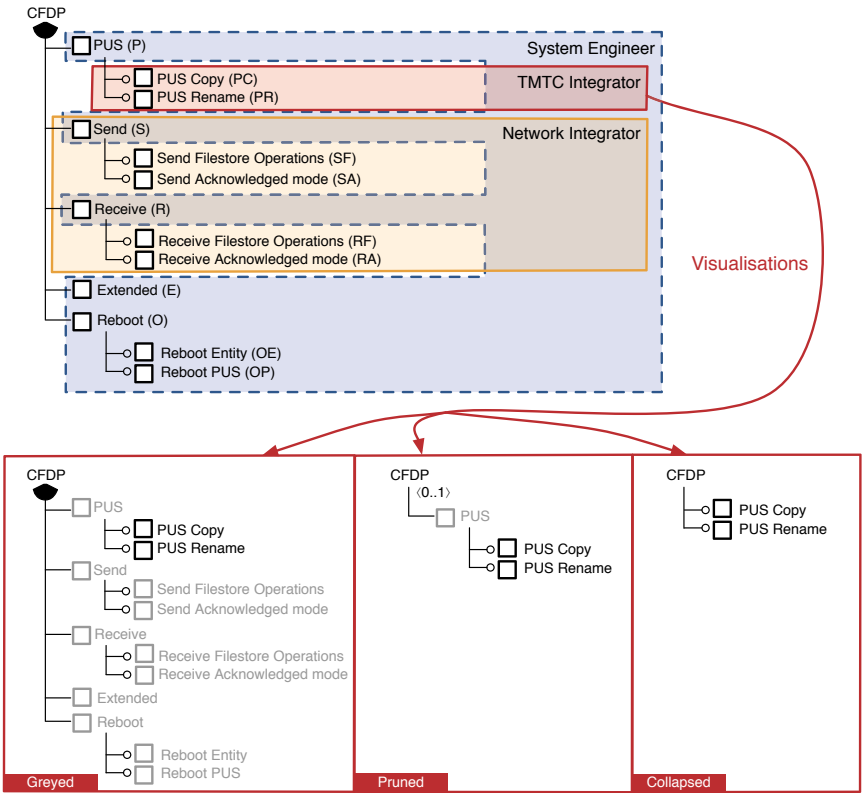 CFDP
PUS (P)
System Engineer
PUS Copy (PC)
TMTC Integrator
PUS Rename (PR)
Send (S)
Network Integrator
Send Filestore Operations (SF)
Send Acknowledged mode (SA)
Receive (R)
Receive Filestore Operations (RF)
Receive Acknowledged mode (RA)
Visualisations
Extended (E)
Reboot (O)
Reboot Entity (OE)
Reboot PUS (OP)
CFDP
PUS
PUS Copy
PUS Rename
Send
Send Filestore Operations
Send Acknowledged mode
Receive
Receive Filestore Operations
Receive Acknowledged mode
Extended
Reboot
Reboot Entity
Reboot PUS
Greyed
CFDP
⟨0..1⟩
PUS
PUS Copy
PUS Rename
Pruned
CFDP
PUS Copy
PUS Rename
Collapsed